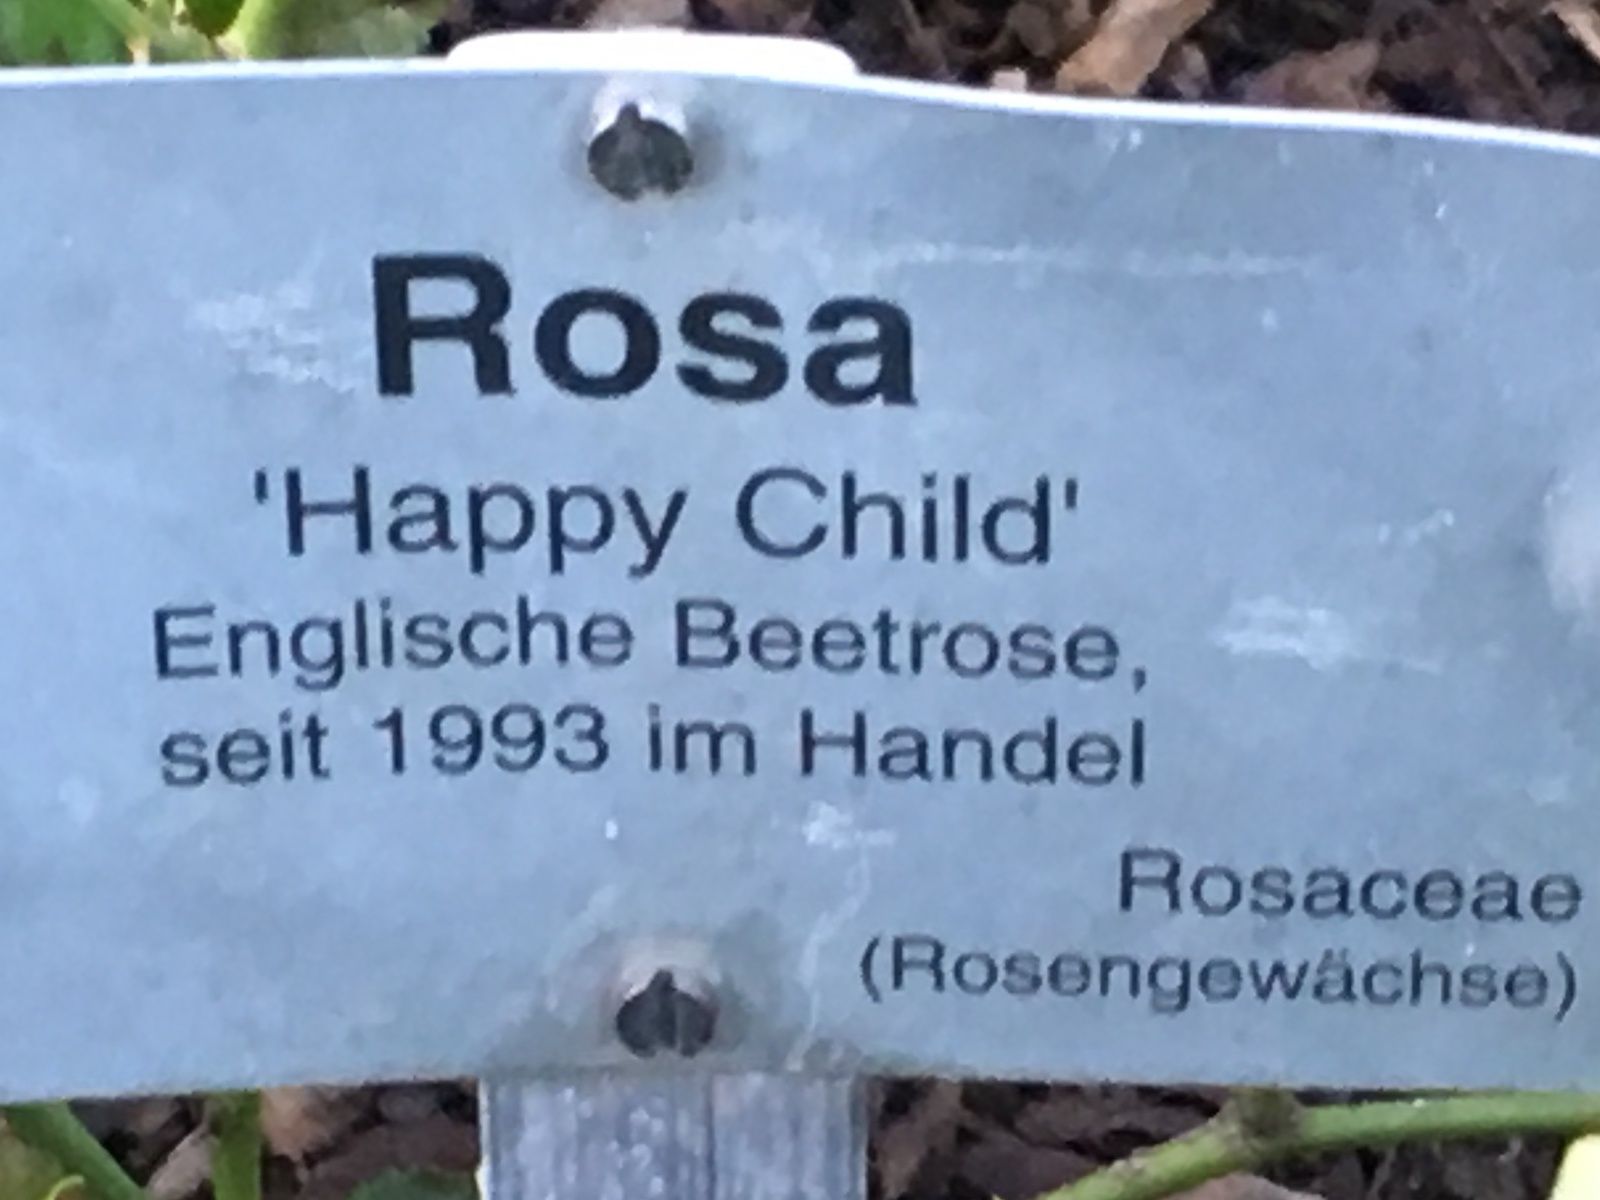 Rosa
'Happy Child'
Englische Beetrose,
seit 1993 im Handel
Rosaceae
(Rosengewächse)